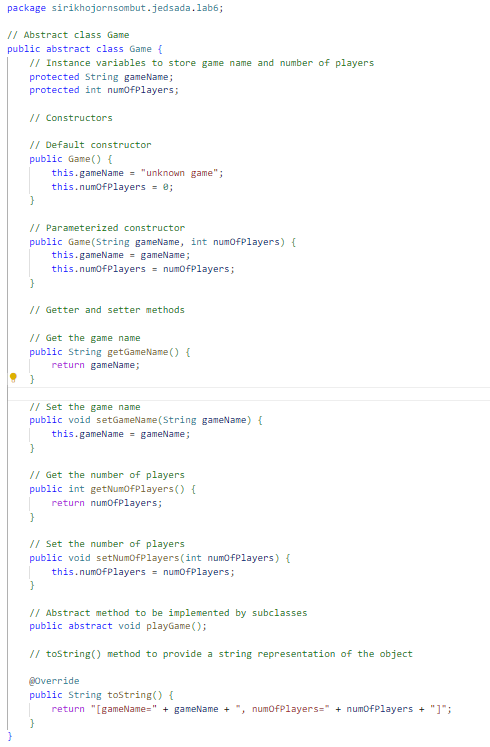 package sirikhojornsombut.jedsada.lab6;
// Abstract class Game
public abstract class Game {
// Instance variables to store game name and number of players
protected String gameName;
protected int numOfPlayers;
// Constructors
// Default constructor
public Game() {
this.gameName = "unknown game";
this.numOfPlayers = 0;
}
// Parameterized constructor
public Game(String gameName, int numOfPlayers) {
this.gameName = gameName;
this.numOfPlayers = numOfPlayers;
}
// Getter and setter methods
// Get the game name
public String getGameName() {
return gameName;
}
// Set the game name
public void setGameName(String gameName) {
this.gameName = gameName;
}
// Get the number of players
public int getNumOfPlayers() {
return numOfPlayers;
}
// Set the number of players
public void setNumOfPlayers(int numOfPlayers) {
this.numOfPlayers = numOfPlayers;
}
// Abstract method to be implemented by subclasses
public abstract void playGame();
// toString() method to provide a string representation of the object
@Override
public String toString() {
return "[gameName=" + gameName + ", numOfPlayers=" + numOfPlayers + "]";
}
}